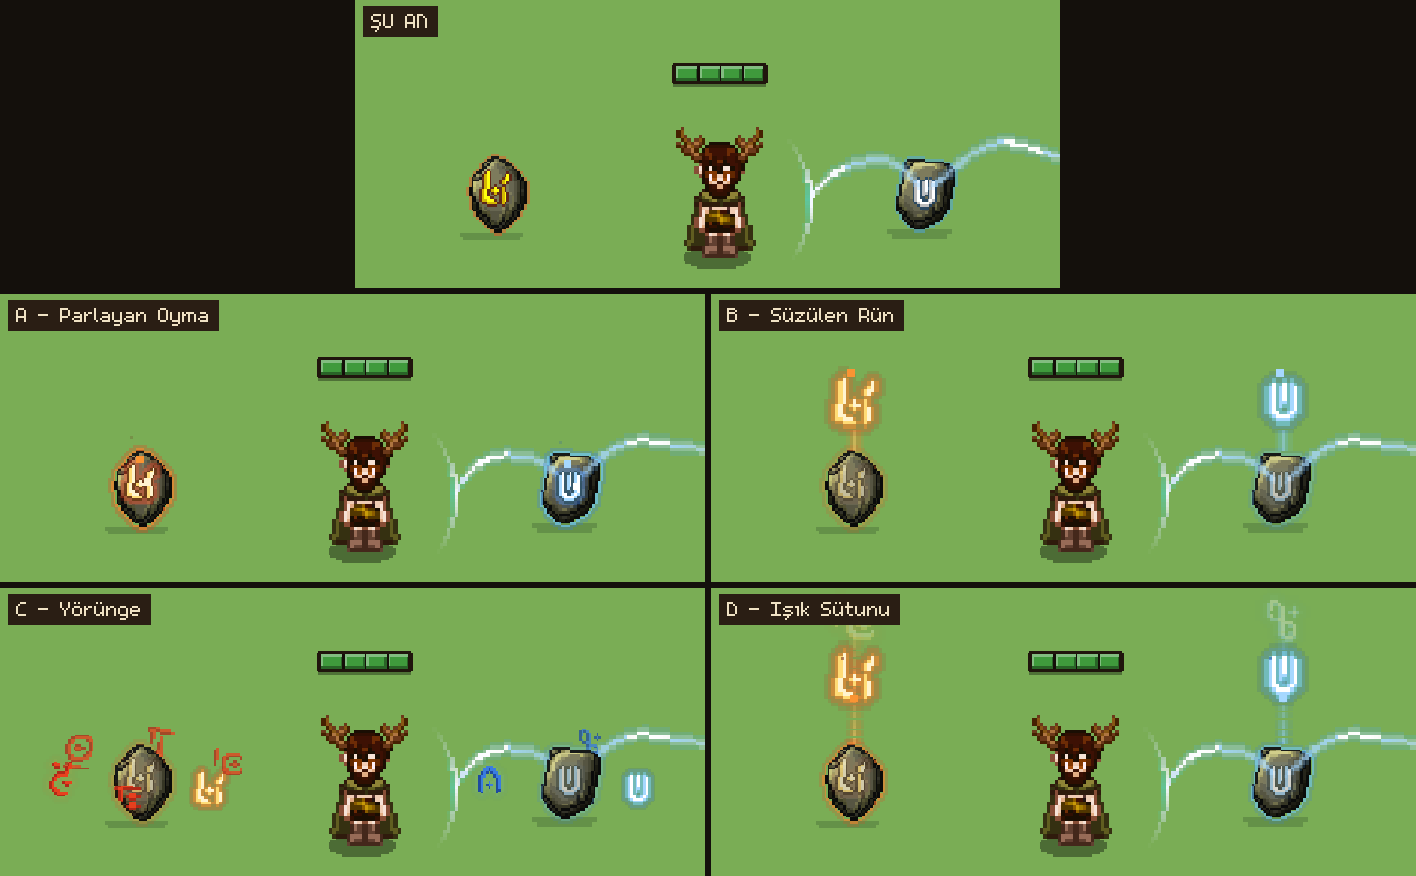 ŞU AN
A - Parlayan Oyma
B - Süzülen Rün
C - Yörünge
D - Işık Sütunu